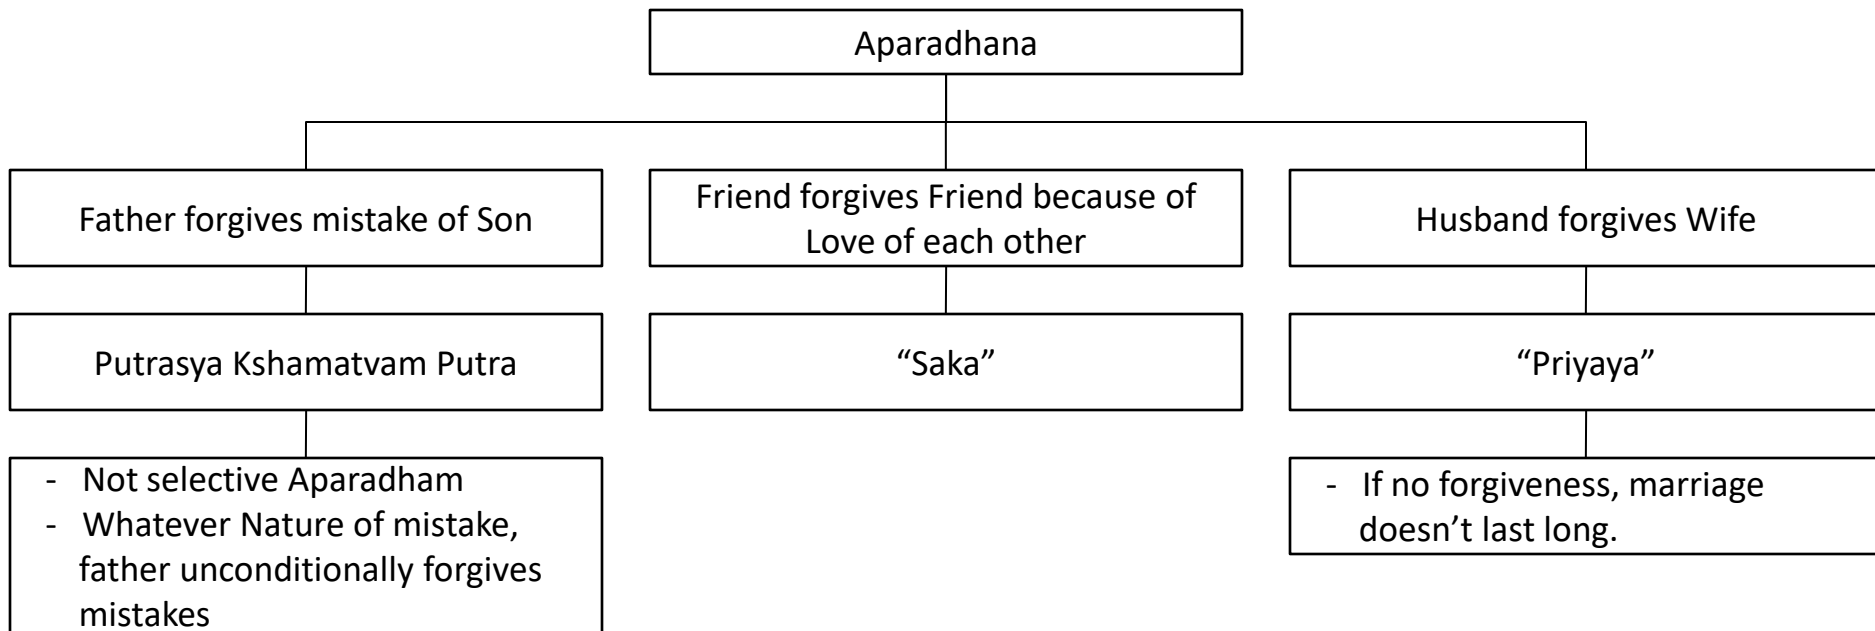 Aparadhana
Father forgives mistake of Son
Friend forgives Friend because of
Love of each other
Husband forgives Wife
Putrasya Kshamatvam Putra
“Saka”
“Priyaya”
- Not selective Aparadham
- Whatever Nature of mistake,
father unconditionally forgives
mistakes
- If no forgiveness, marriage
doesn’t last long.